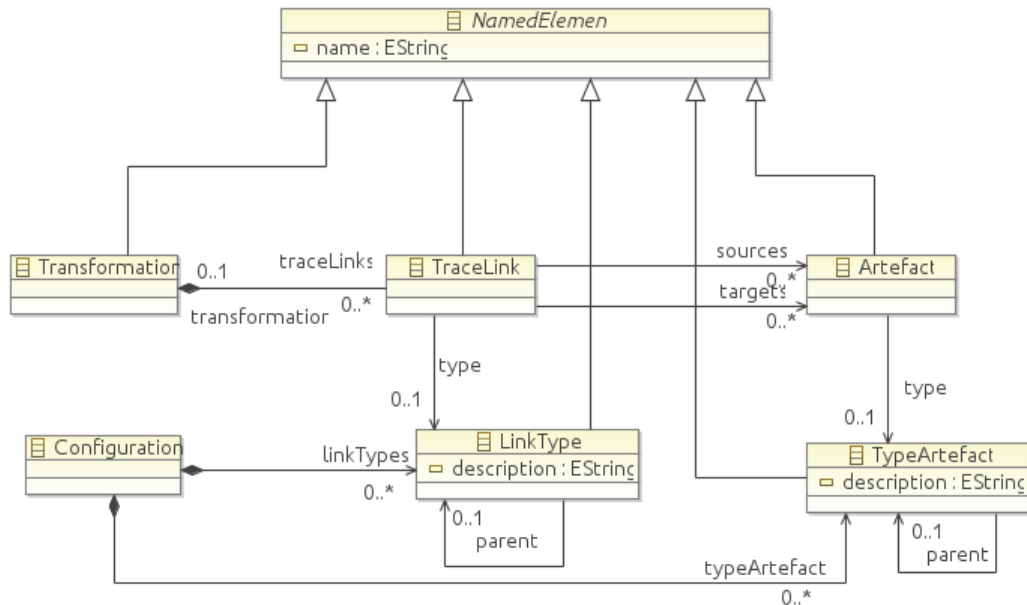 NamedElemen
name : EString
Transformation
0..1
traceLinks
0..*
transformatior
TraceLink
sources
0..*
targets
0..*
Artefact
type
0..1
type
0..1
Configuration
linkTypes
0..*
LinkType
description : EString
0..1
parent
TypeArtefact
description : EString
0..1
parent
typeArtefact
0..*